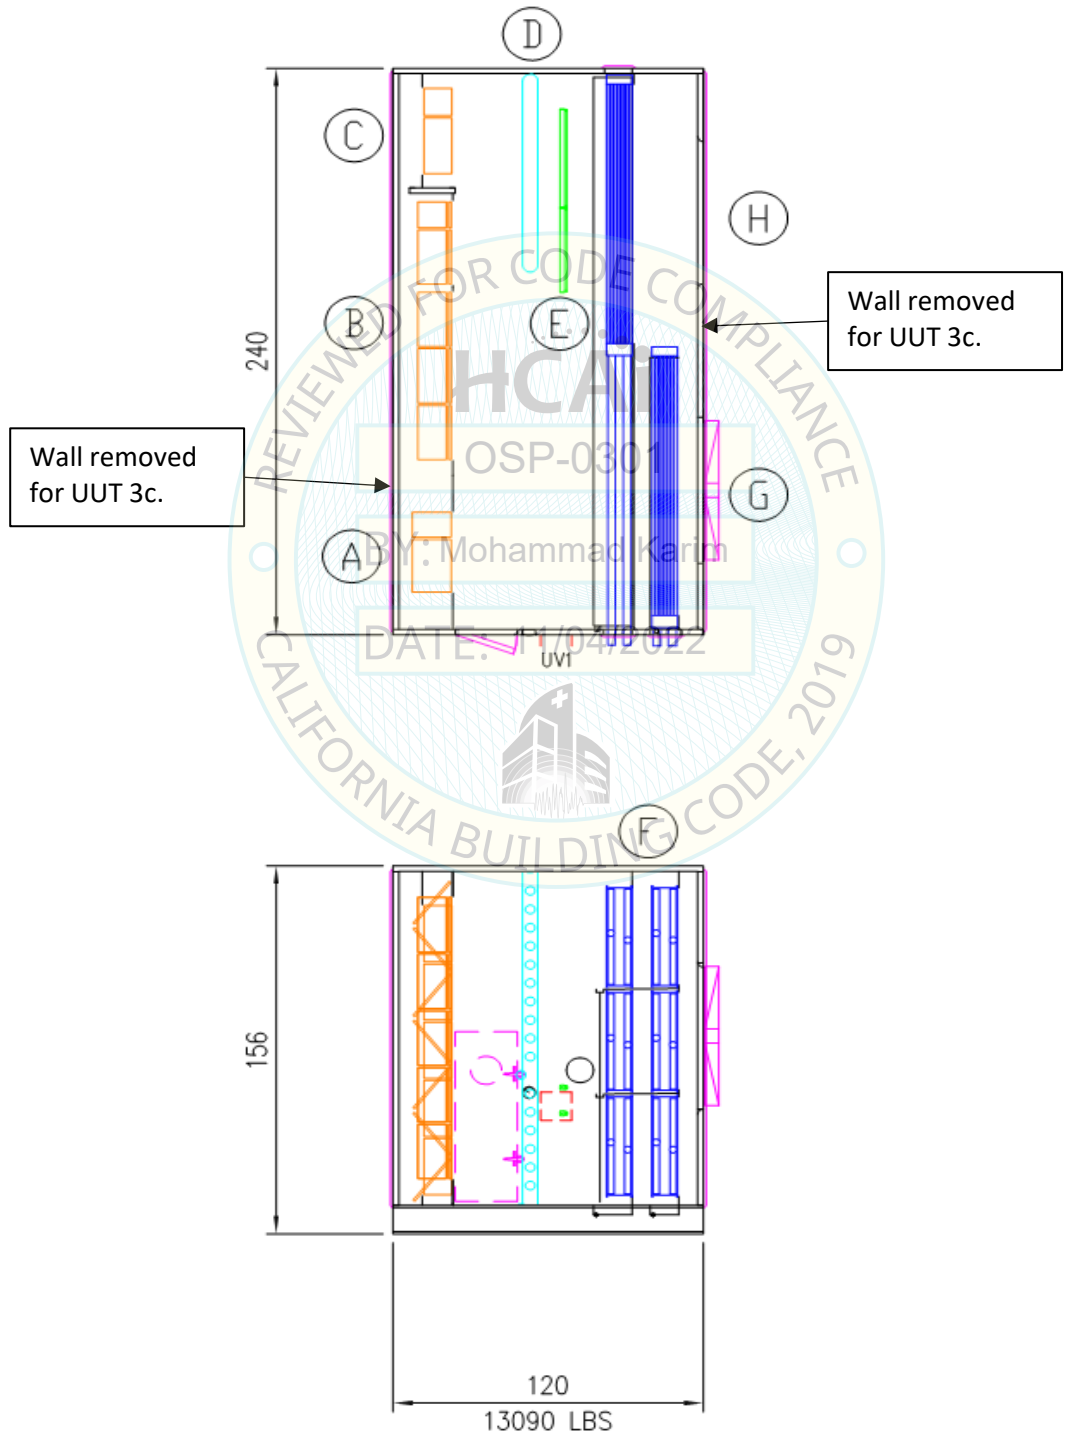 D
C
H
Wall removed
for UUT 3c.
B
E
240
REVIEWED FOR CODE COMPLIANCE
HCAi
OSP-0301
Wall removed
for UUT 3c.
G
A
BY: Mohammad Karim
DATE: 11/04/2022
UV1
CALIFORNIA BUILDING CODE, 2019
F
156
120
13090 LBS